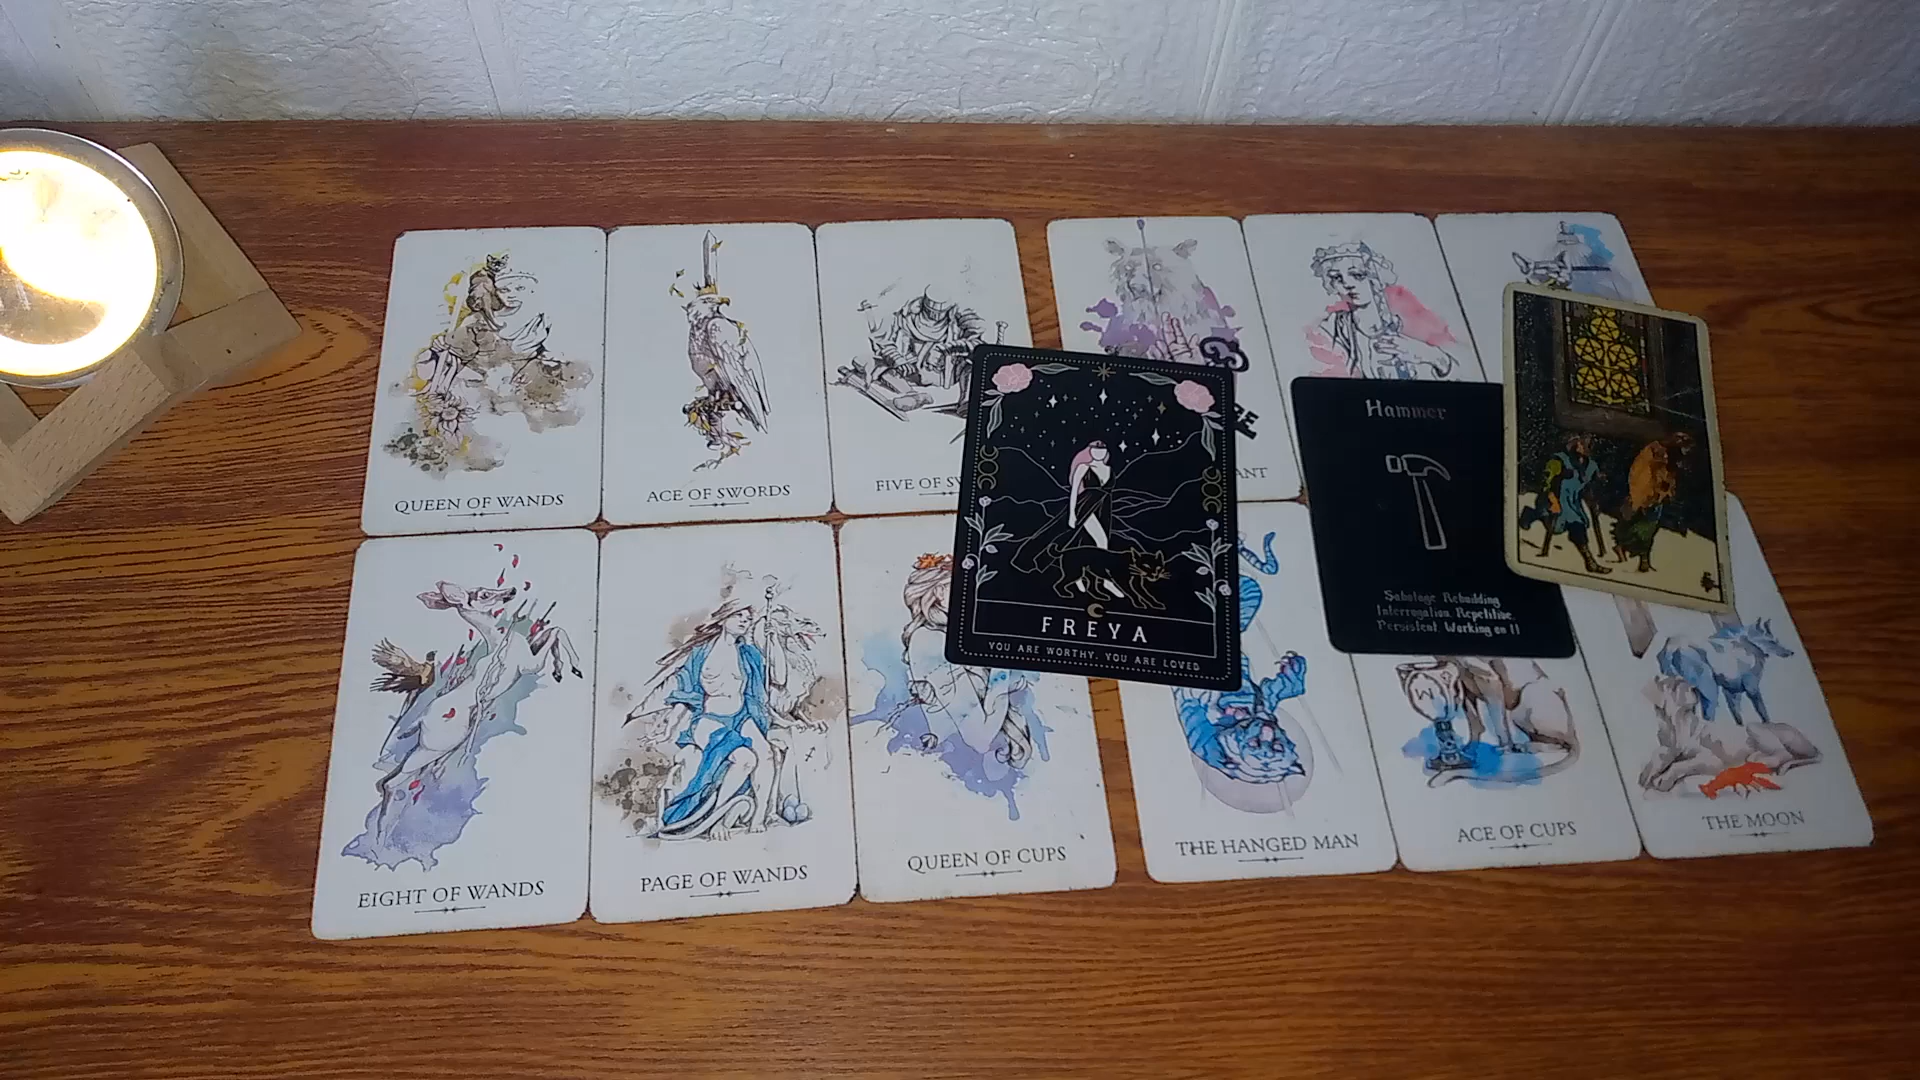 QUEEN OF WANDS
ACE OF SWORDS
FIVE OF
ANT
Hammer
Sabotage. Rebuilding.
Interrogation. Repetitive.
Persistent. Working on It
FREYA
YOU ARE WORTHY. YOU ARE LOVED
EIGHT OF WANDS
PAGE OF WANDS
QUEEN OF CUPS
THE HANGED MAN
ACE OF CUPS
THE MOON